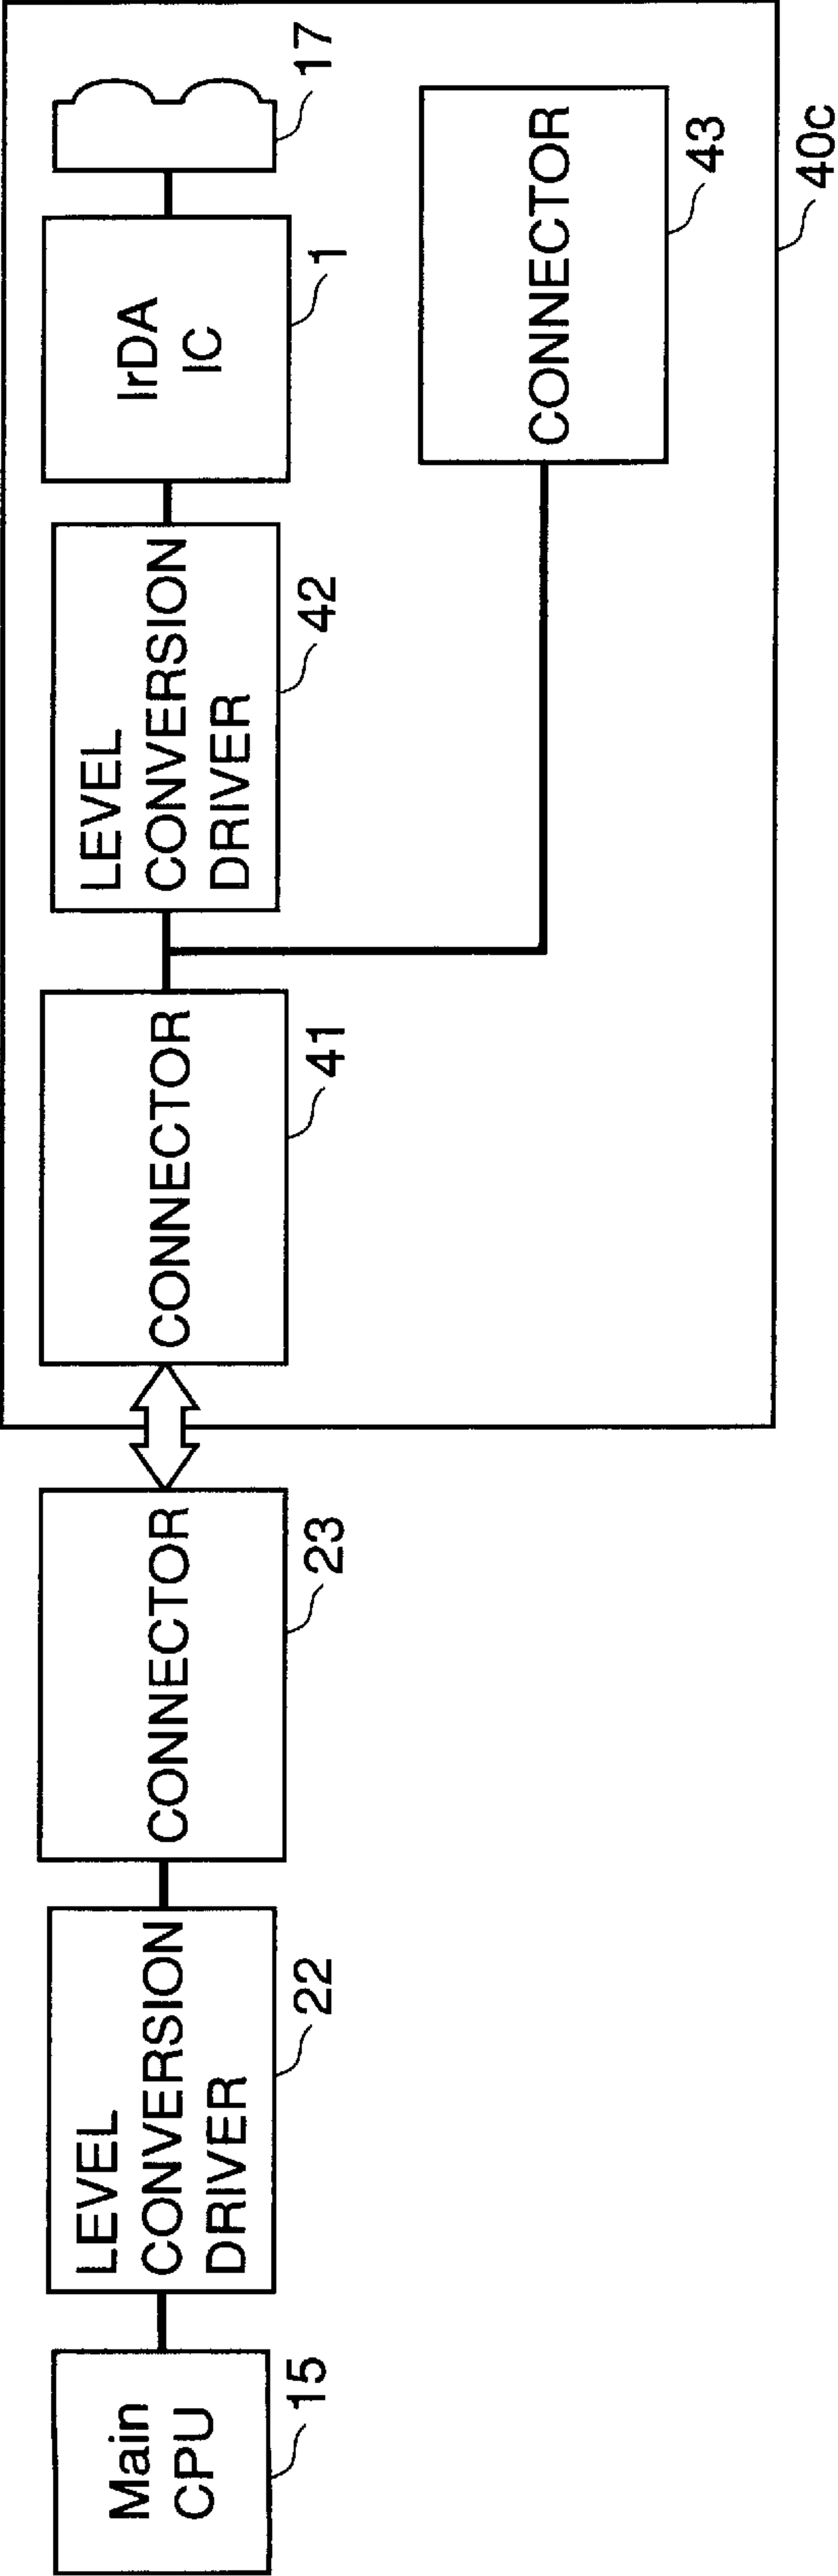 Main
CPU
15
LEVEL
CONVERSION
DRIVER
22
CONNECTOR
23
CONNECTOR
41
LEVEL
CONVERSION
DRIVER
42
IrDA
IC
1
17
CONNECTOR
43
40c